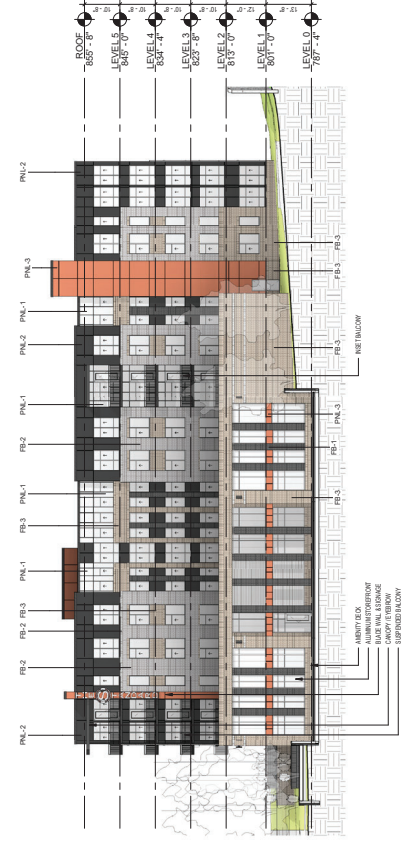 PNL-2
FB-2
FB-2
FB-3
PNL-1
FB-3
PNL-1
FB-2
PNL-1
PNL-2
PNL-1
PNL-3
PNL-2
ROOF
855' - 8"
10' - 8"
LEVEL 5
845' - 0"
10' - 8"
LEVEL 4
834' - 4"
10' - 8"
LEVEL 3
823' - 8"
10' - 8"
LEVEL 2
813' - 0"
12' - 0"
LEVEL 1
801' - 0"
13' - 8"
LEVEL 0
787' - 4"
FB-3
FB-1
PNL-3
FB-3
FB-3
FB-3
INSET BALCONY
AMENITY DECK
ALUMINUM STOREFRONT
BLADE WALL & SIGNAGE
CANOPY / EYEBROW
SUSPENDED BALCONY